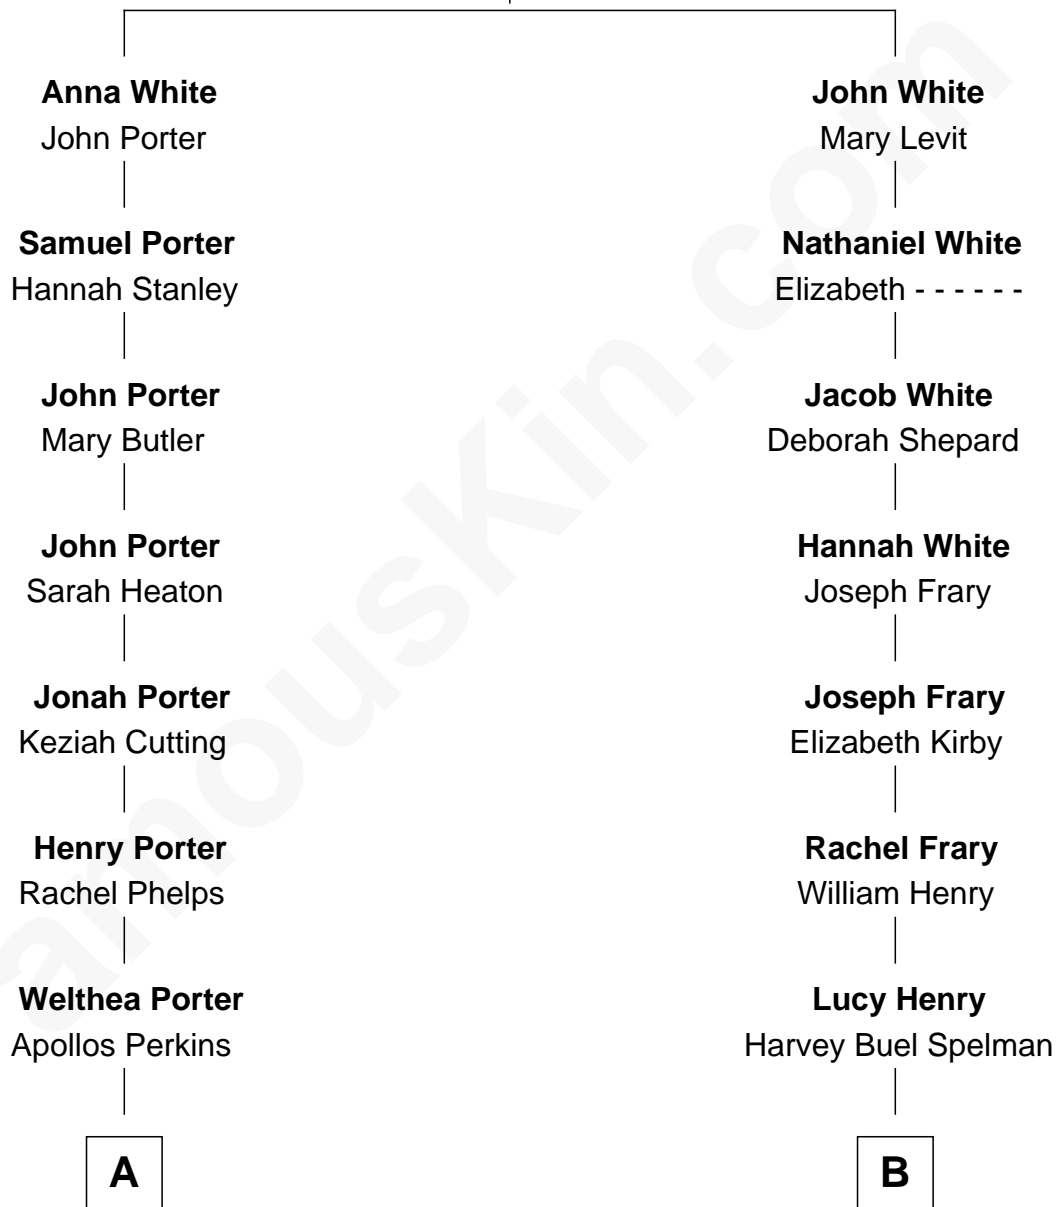 Anna White
John Porter
Samuel Porter
Hannah Stanley
John Porter
Mary Butler
John Porter
Sarah Heaton
Jonah Porter
Keziah Cutting
Henry Porter
Rachel Phelps
Welthea Porter
Apollos Perkins
A
John White
Mary Levit
Nathaniel White
Elizabeth - - - - - -
Jacob White
Deborah Shepard
Hannah White
Joseph Frary
Joseph Frary
Elizabeth Kirby
Rachel Frary
William Henry
Lucy Henry
Harvey Buel Spelman
B
amousKin.com